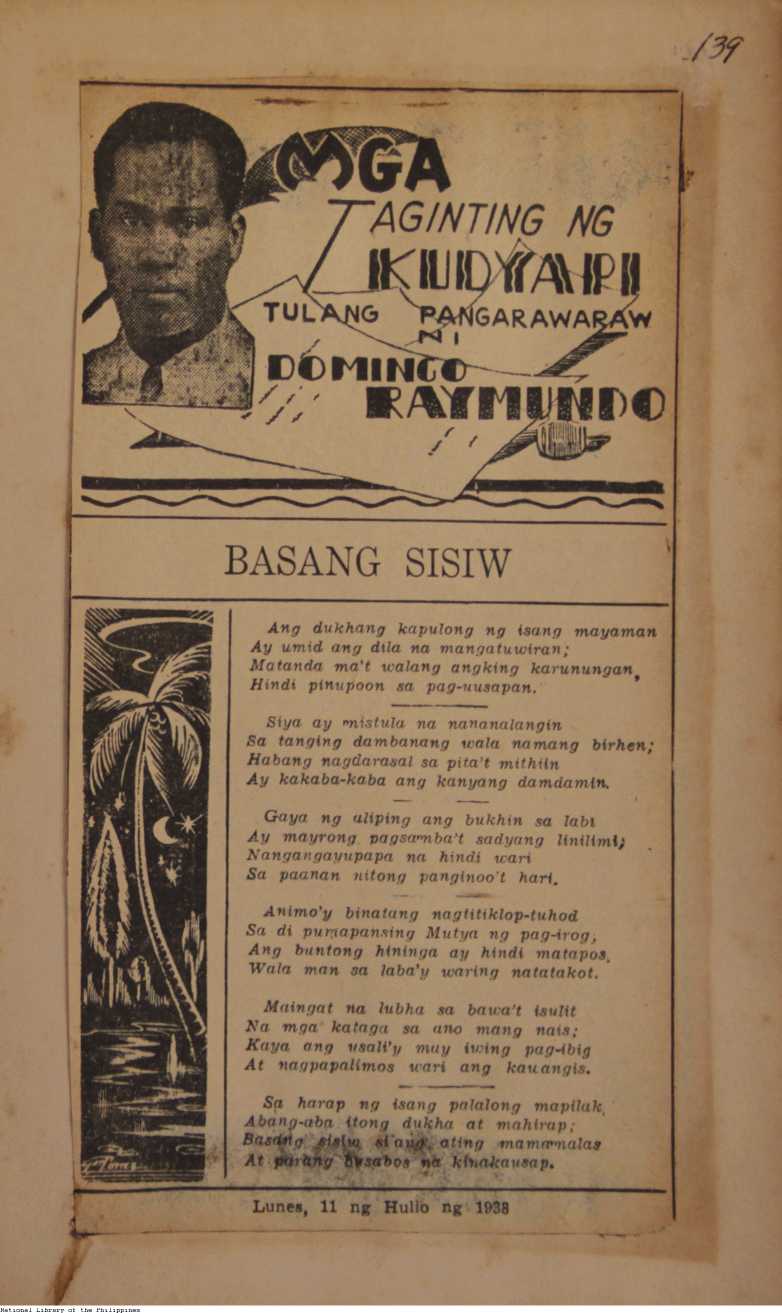 139
MGA
TAGINTING NG
KUDYAPI
TULANG PANGARAWARAW
NI
DOMINGO
RAYMUNDO
BASANG SISIW
Ang dukhang kapulong ng isang mayaman
Ay umid ang dila na mangatuwiran;
Matanda ma't walang angking karunungan,
Hindi pinupoon sa pag-uusapan.
Siya ay mistula na nananalangin
Sa tanging dambanang wala namang birhen;
Habang nagdarasal sa pita't mithiin
Ay kakaba-kaba ang kanyang damdamin.
Gaya ng aliping ang bukhin sa labi
Ay mayrong pagsamba't sadyang linilimi;
Nangangayupapa na hindi wari
Sa paanan nitong panginoo't hari.
Animo'y binatang nagtitiklop-tuhod
Sa di pumapansing Mutya ng pag-irog,
Ang buntong hininga ay hindi matapos,
Wala man sa laba'y waring natatakot.
Maingat na lubha sa bawa't isulit
Na mga kataga sa ano mang nais;
Kaya ang usali'y may iwing pag-ibig
At nagpapalimos wari ang kawangis.
Sa harap ng isang palalong mapilak,
Abang-aba itong dukha at mahirap;
Basang sisiw si'ang ating mamamalas
At parang busabos na kinakausap.
Lunes, 11 ng Hulio ng 1938
National Library of the Philippines